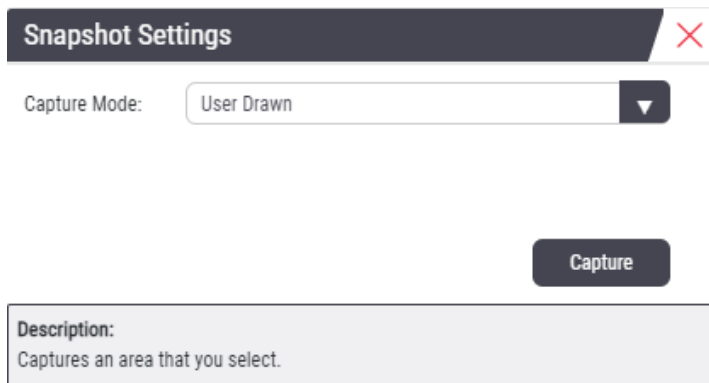 Snapshot Settings
Capture Mode: User Drawn
Capture
Description:
Captures an area that you select.